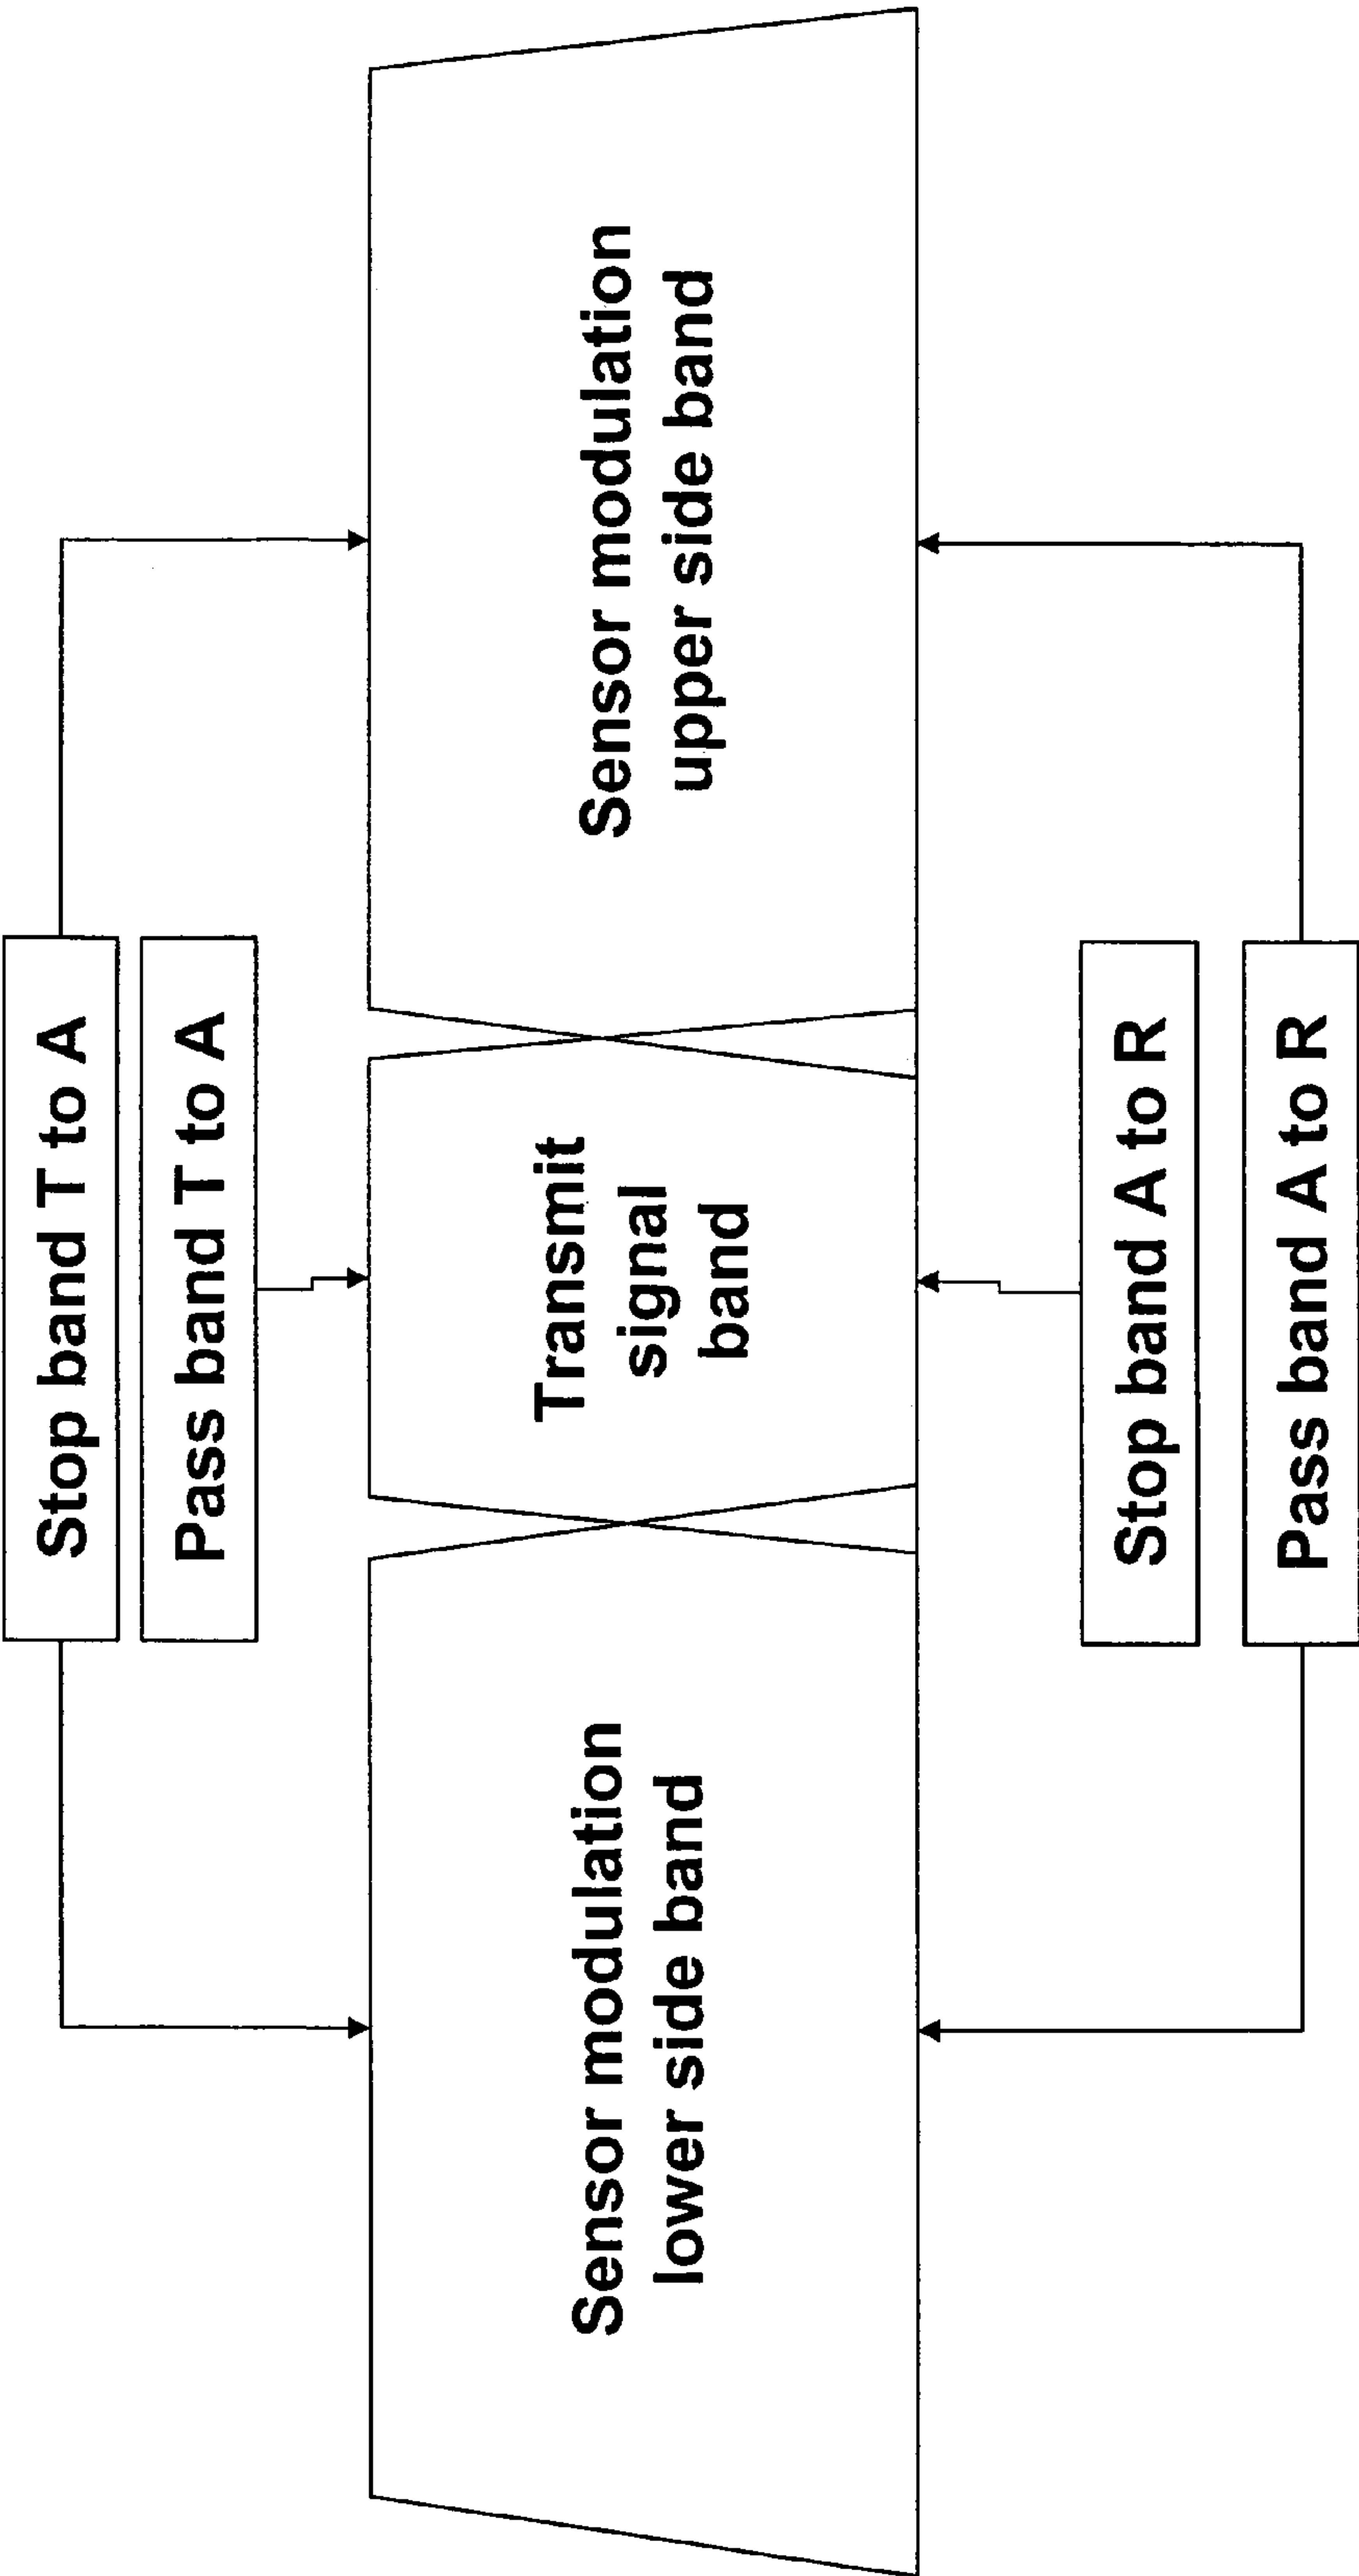 Stop band T to A
Pass band T to A
Sensor modulation
lower side band
Transmit
signal
band
Sensor modulation
upper side band
Stop band A to R
Pass band A to R